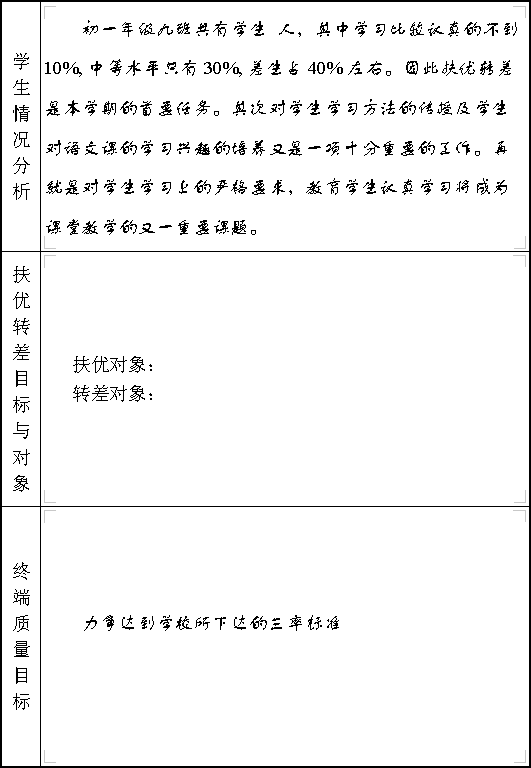 学生情况分析
初一年级九班共有学生 人，其中学习比较认真的不到
10%,中等水平只有30%,差生占40%左右。因此扶优转差
是本学期的首要任务。其次对学生学习方法的传授及学生
对语文课的学习兴趣的培养又是一项十分重要的工作。再
就是对学生学习上的严格要求，教育学生认真学习将成为
课堂教学的又一重要课题。
扶优转差目标与对象
扶优对象：
转差对象：
终端质量目标
力争达到学校所下达的三率标准